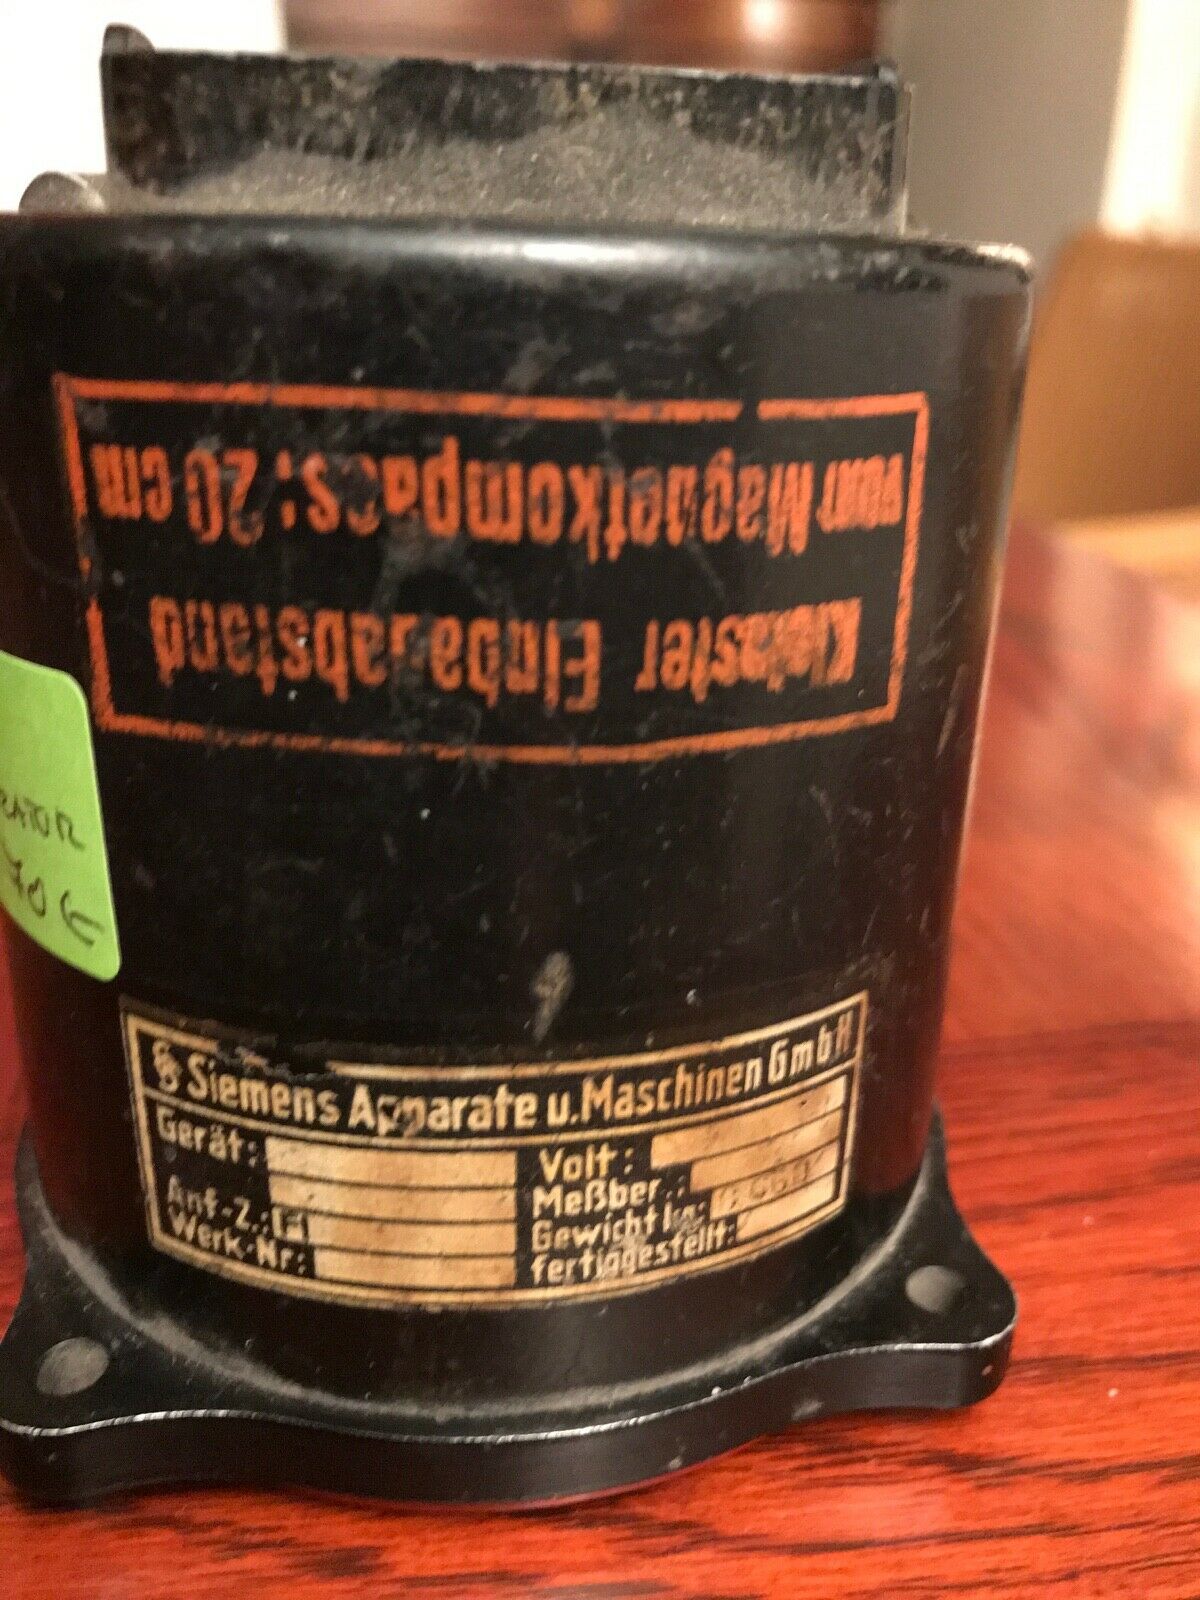 Kleinster Einbauabstand
vom Magnetkompass: 20 cm
70 €
Siemens Apparate u. Maschinen GmbH
Gerät:
Volt:
Meßber.:
Anf-Z.:
Gewicht kg:
Werk-Nr:
fertiggestellt: